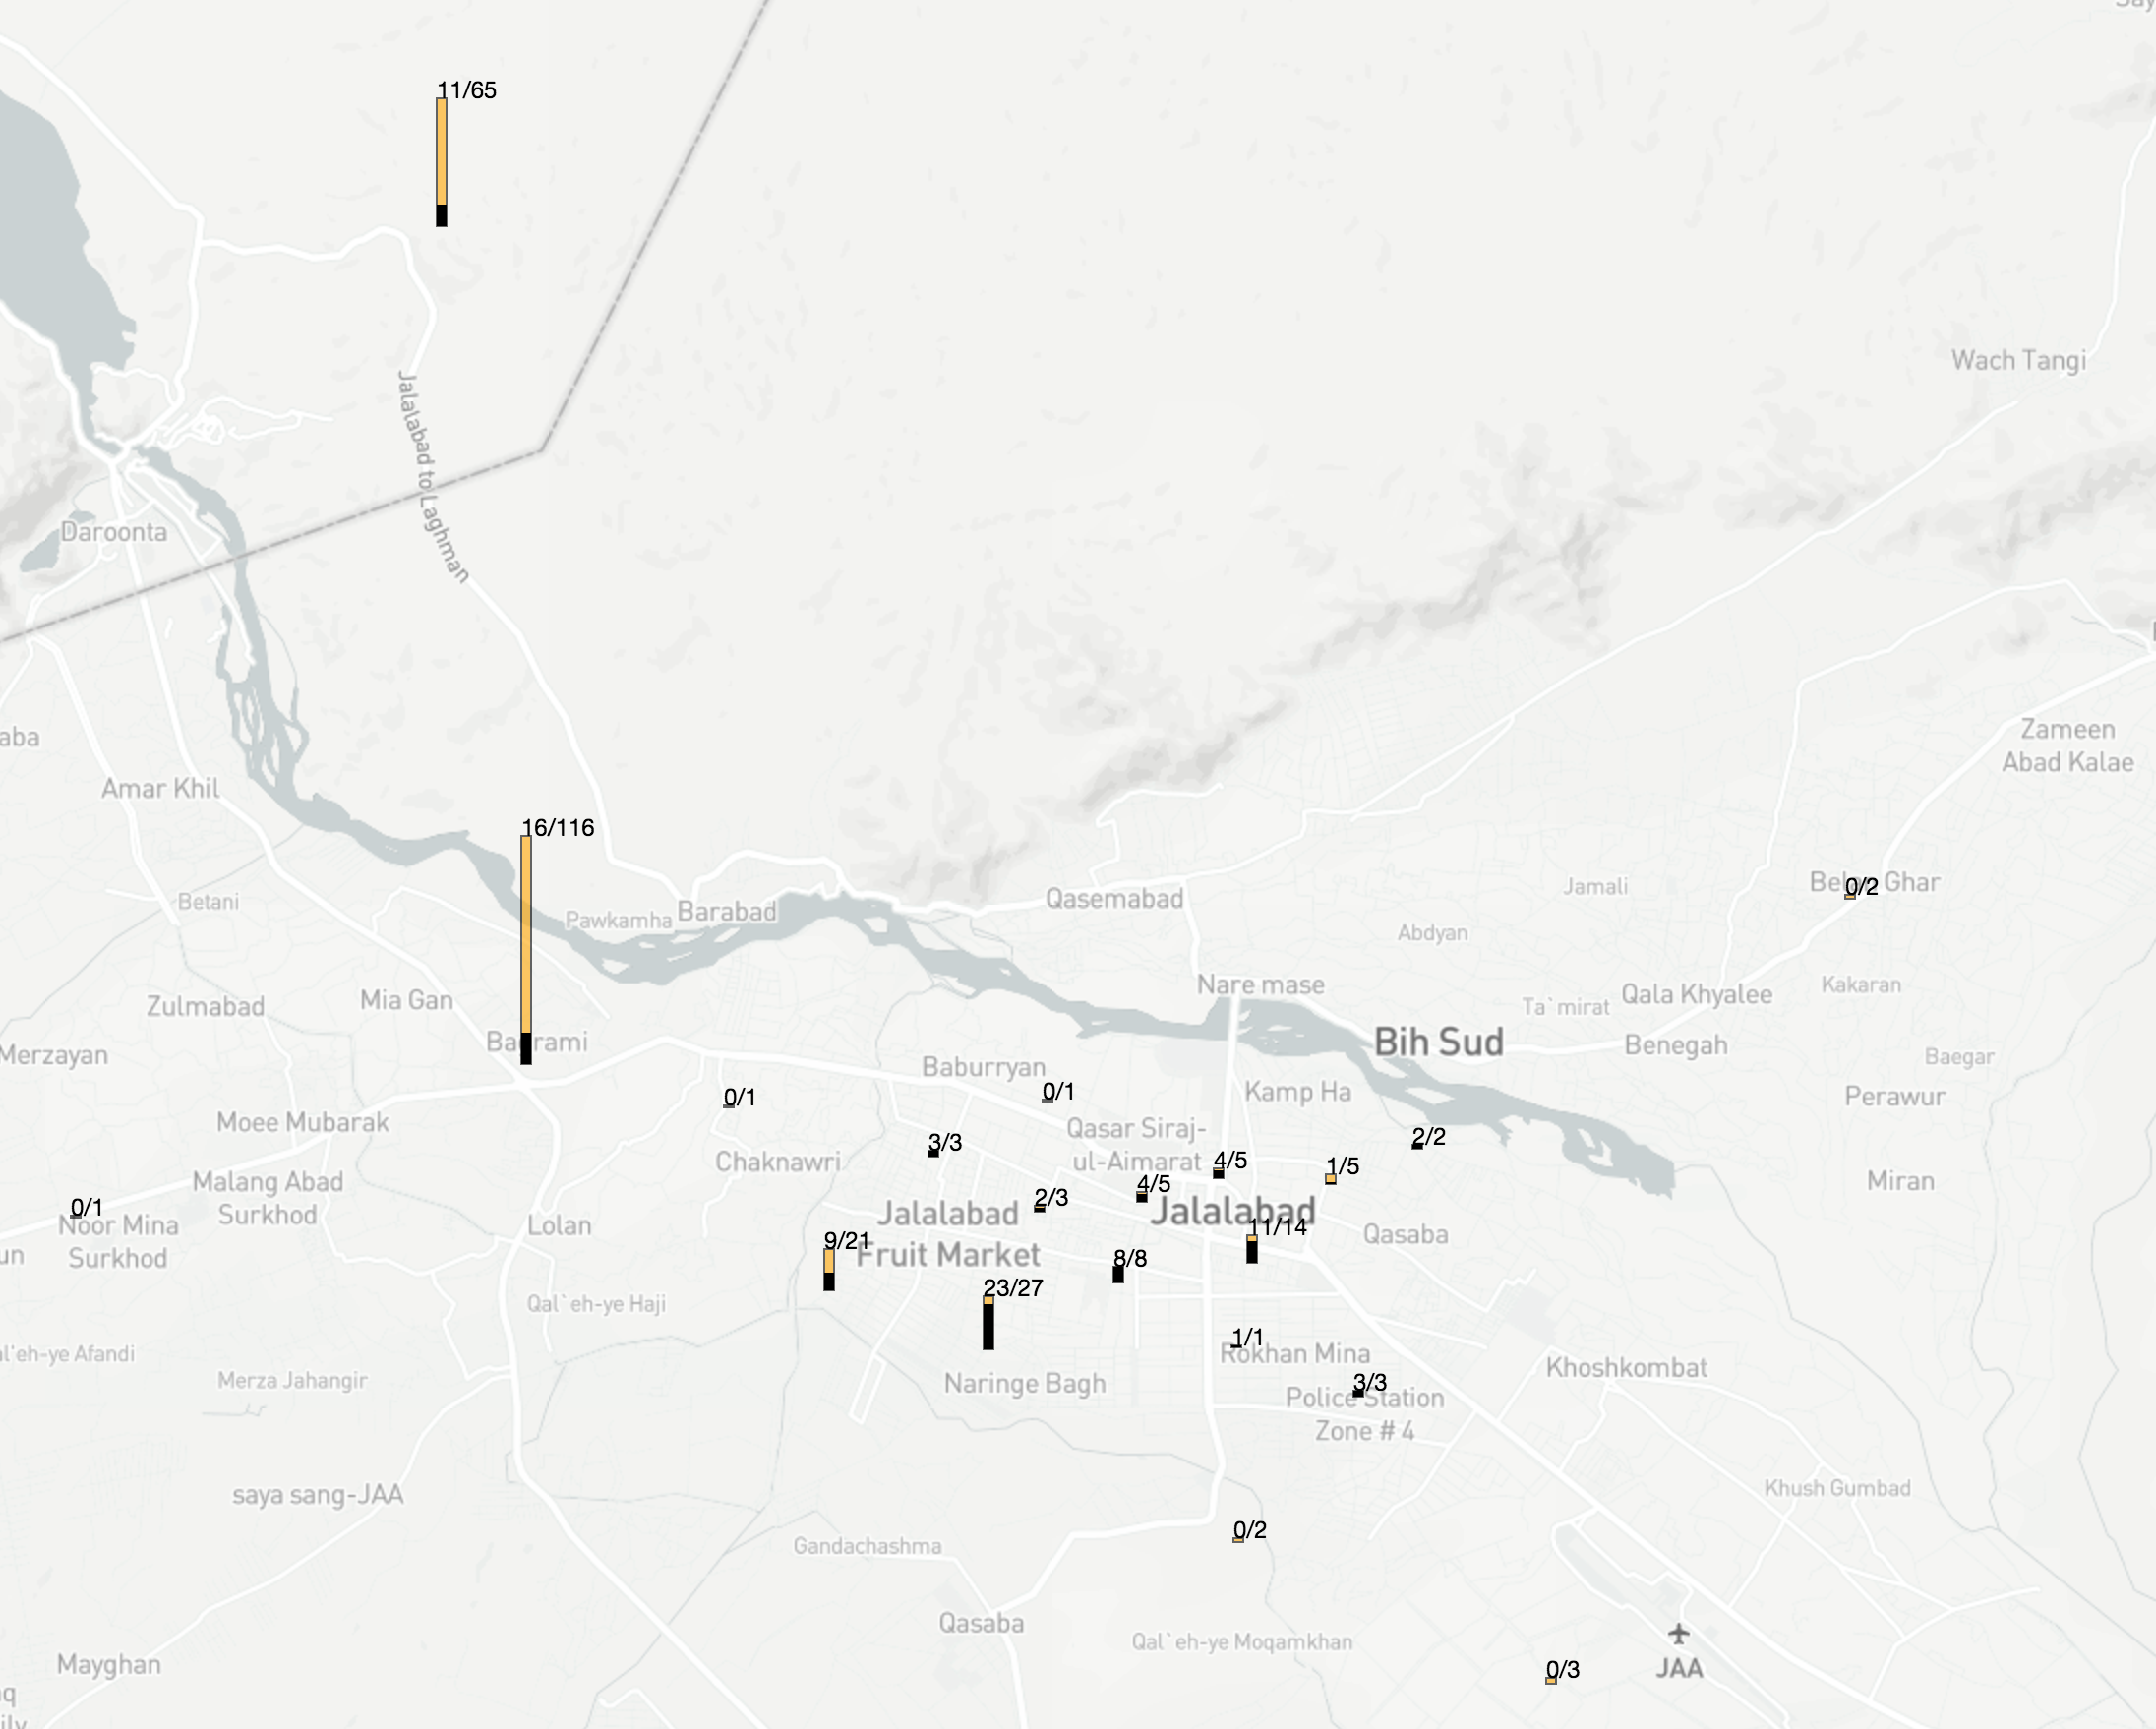 11/65
Wach Tangi
Jalalabad to Laghman
Daroonta
Zameen
Abad Kalae
aba
Amar Khil
16/116
Jamali
0/2
Qasemabad
Betani
Pawkamha
Barabad
Abdyan
Nare mase
Kakaran
Qala Khyalee
Ta`mirat
Zulmabad
Mia Gan
Bih Sud
Benegah
Merzayan
Baegar
Baburryan
Kamp Ha
0/1
0/1
Perawur
Moee Mubarak
Qasar Siraj-
ul-Aimarat
2/2
3/3
Chaknawri
4/5
1/5
Malang Abad
Surkhod
4/5
Miran
2/3
0/1
Noor Mina
Surkhod
Lolan
Jalalabad
Fruit Market
Jalalabad
11/14
Qasaba
9/21
un
8/8
23/27
Qal`eh-ye Haji
1/1
Rokhan Mina
al'eh-ye Afandi
Khoshkombat
Merza Jahangir
Naringe Bagh
3/3
Police Station
Zone # 4
saya sang-JAA
Khush Gumbad
0/2
Gandachashma
Qasaba
Qal`eh-ye Moqamkhan
Mayghan
0/3
JAA
ily